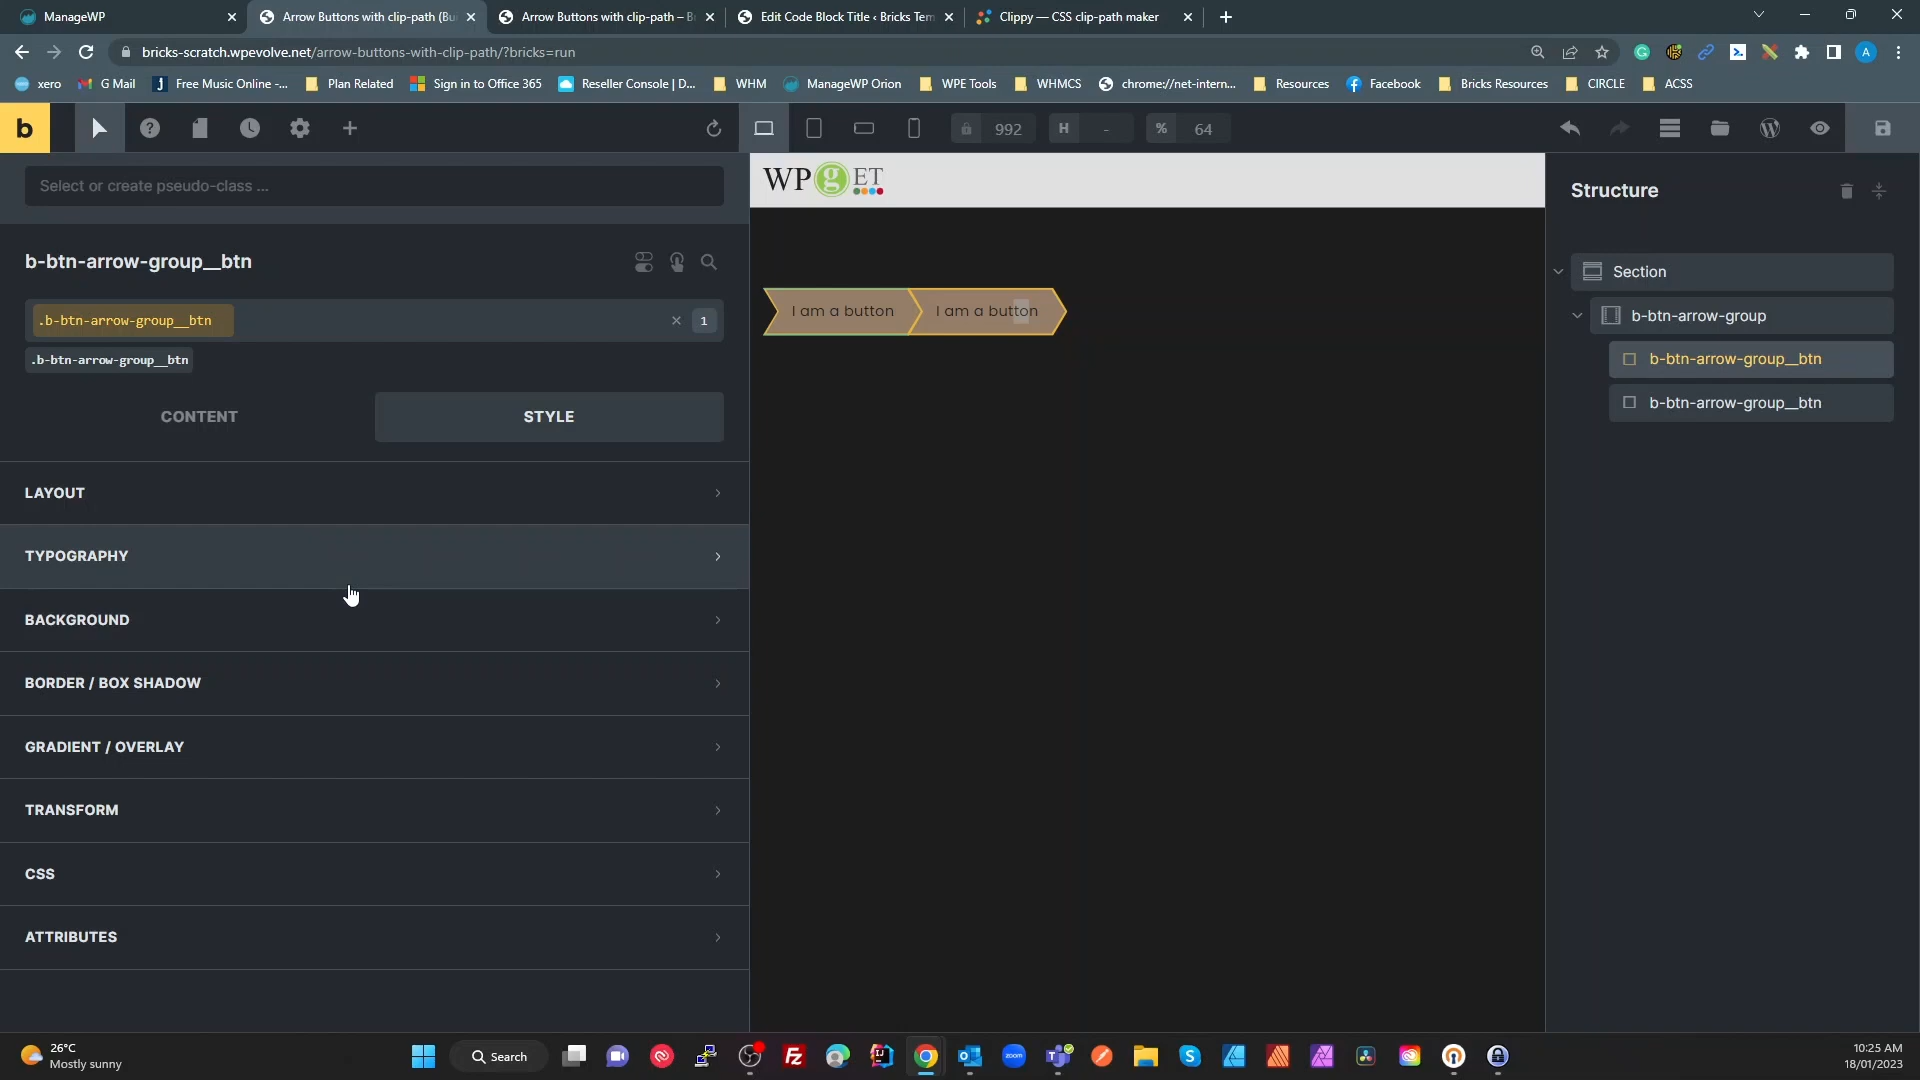 ManageWP
Arrow Buttons with clip-path (Bu
Arrow Buttons with clip-path – B
Edit Code Block Title ‹ Bricks Tem
Clippy — CSS clip-path maker
bricks-scratch.wpevolve.net/arrow-buttons-with-clip-path/?bricks=run
A
xero
G Mail
Free Music Online -...
Plan Related
Sign in to Office 365
Reseller Console | D...
WHM
ManageWP Orion
WPE Tools
WHMCS
chrome://net-intern...
Resources
Facebook
Bricks Resources
CIRCLE
ACSS
b
992
H
-
%
64
Select or create pseudo-class ...
WP gET
Structure
b-btn-arrow-group__btn
Section
.b-btn-arrow-group__btn
1
I am a button
I am a button
b-btn-arrow-group
.b-btn-arrow-group__btn
b-btn-arrow-group__btn
b-btn-arrow-group__btn
CONTENT
STYLE
LAYOUT
TYPOGRAPHY
BACKGROUND
BORDER / BOX SHADOW
GRADIENT / OVERLAY
TRANSFORM
CSS
ATTRIBUTES
26°C
Mostly sunny
Search
zoom
10:25 AM
18/01/2023